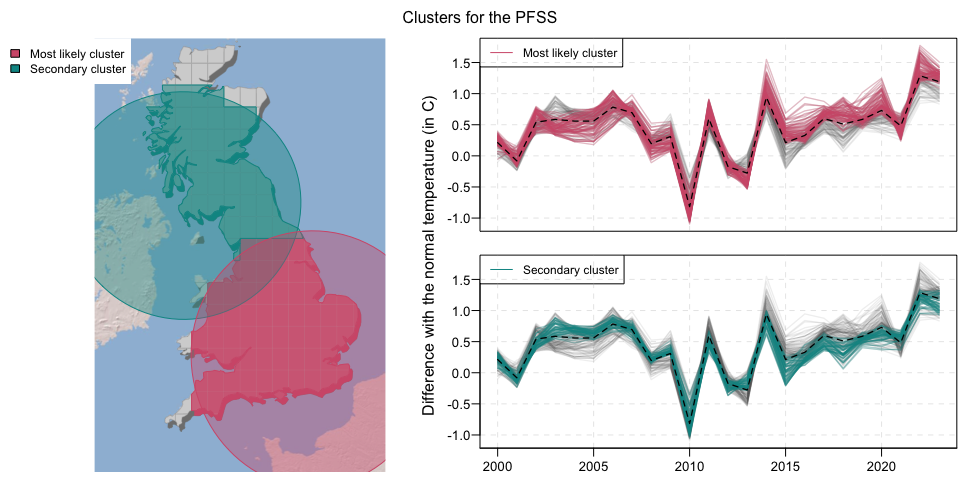 Clusters for the PFSS
Most likely cluster
Secondary cluster
Difference with the normal temperature (in C)
Most likely cluster
1.5
1.0
0.5
0.0
-0.5
-1.0
Secondary cluster
1.5
1.0
0.5
0.0
-0.5
-1.0
2000 2005 2010 2015 2020